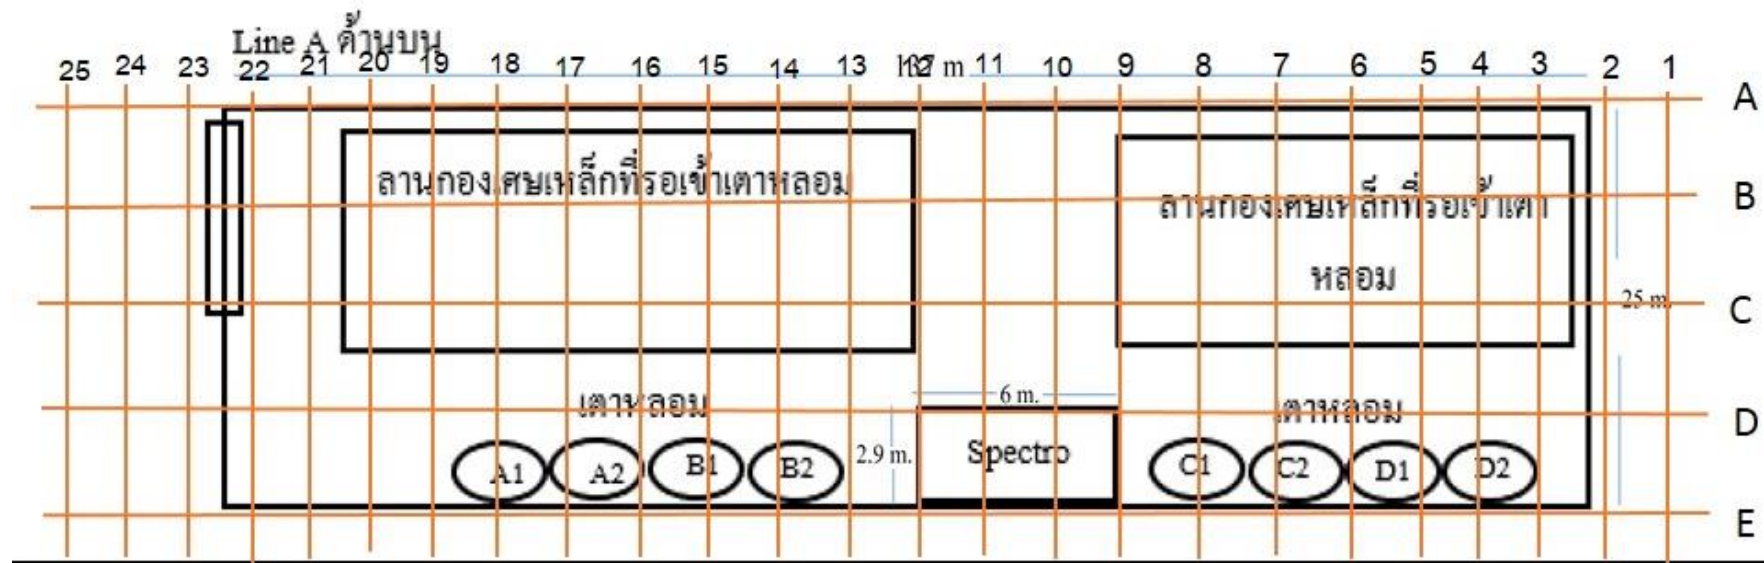 Line A ด้านบน
25 24 23 22 21 20 19 18 17 16 15 14 13 12 11 10 9 8 7 6 5 4 3 2 1
A
ลานกองเศษเหล็กที่รอเข้าเตาหลอม
B
ลานกองเศษเหล็กที่รอเข้าเตา
หลอม
25 m.
C
6 m.
เตาหลอม
เตาหลอม
D
A1 A2 B1 B2
2.9 m.
Spectro
C1 C2 D1 D2
E